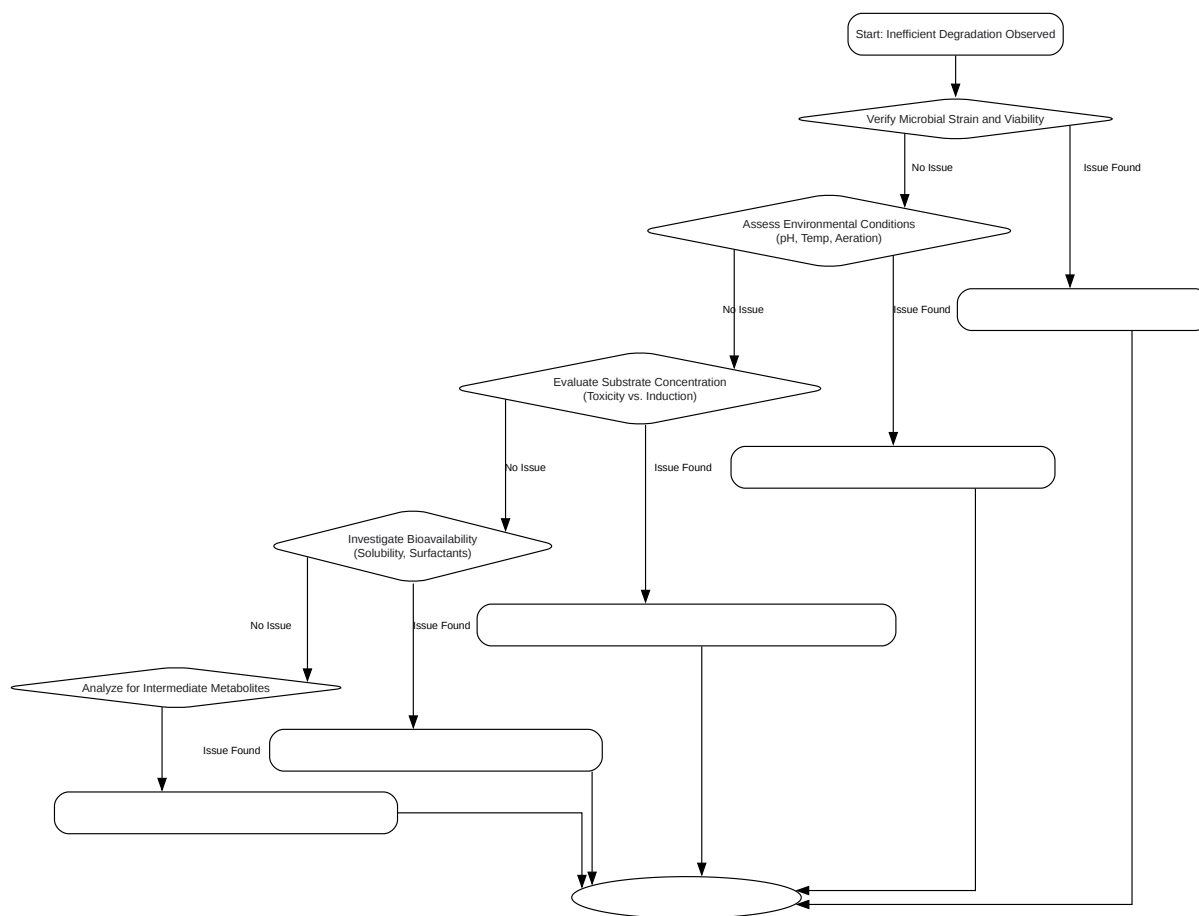 Start: Inefficient Degradation Observed
Verify Microbial Strain and Viability
No Issue
Issue Found
Assess Environmental Conditions
(pH, Temp, Aeration)
No Issue
Issue Found
Evaluate Substrate Concentration
(Toxicity vs. Induction)
No Issue
Issue Found
Investigate Bioavailability
(Solubility, Surfactants)
No Issue
Issue Found
Analyze for Intermediate Metabolites
Issue Found